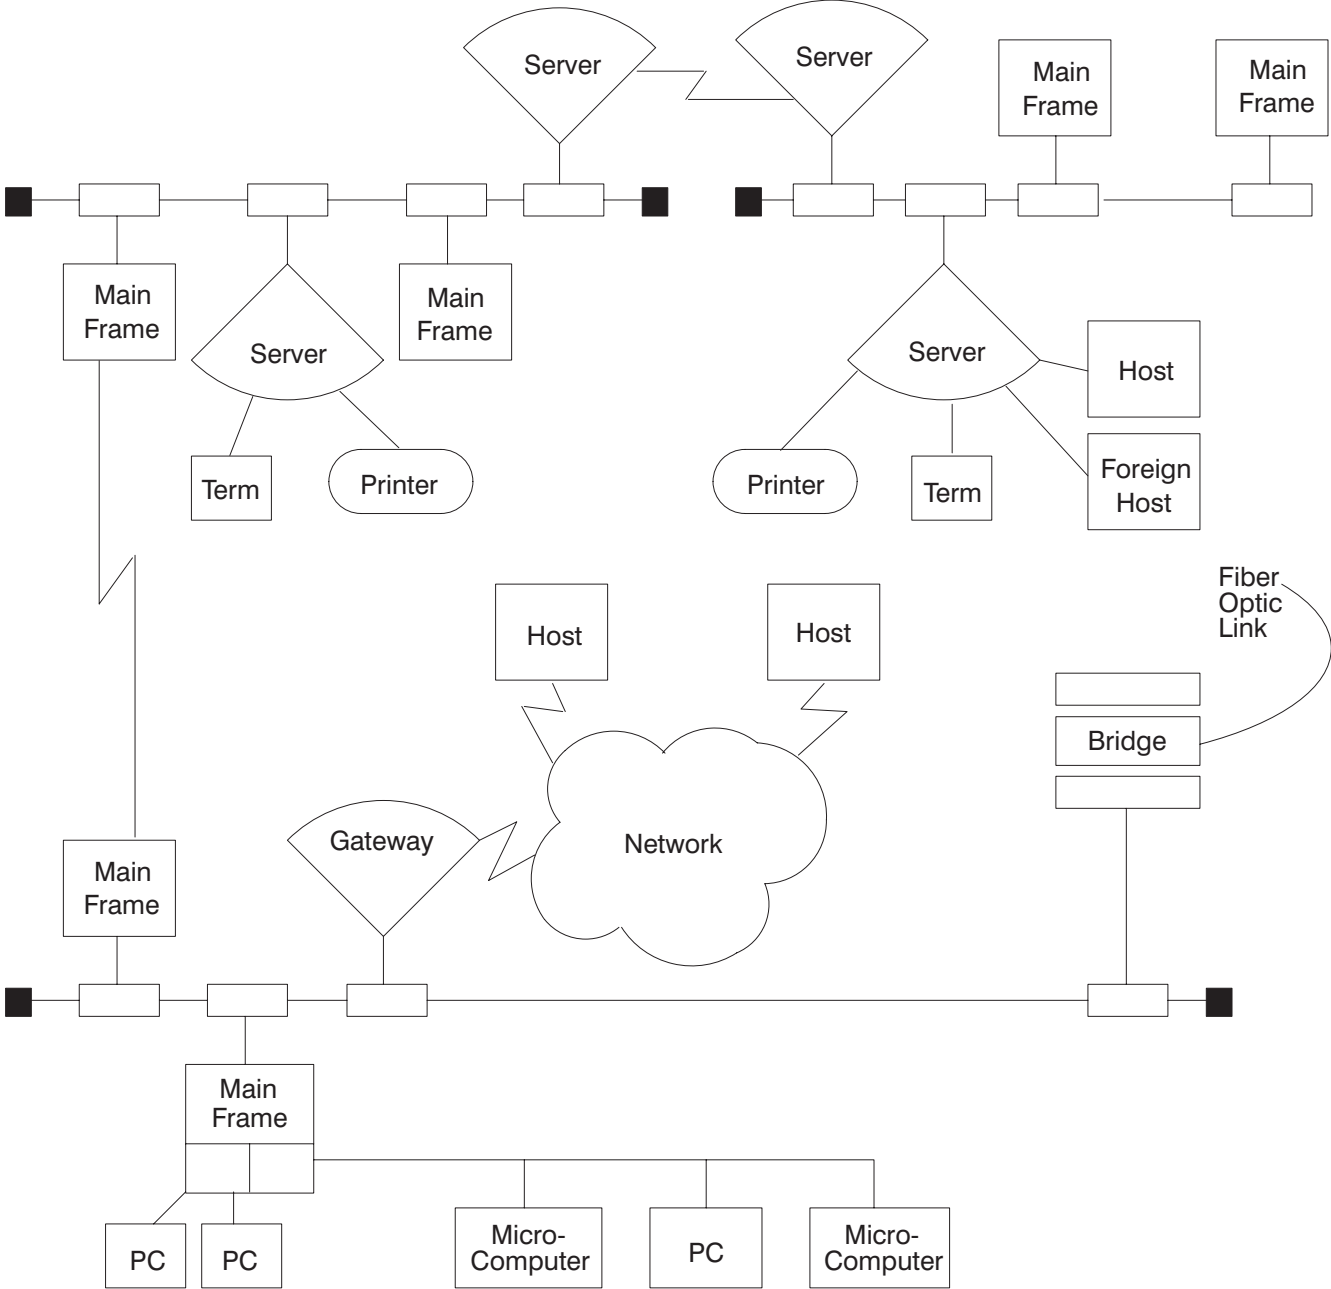 Server
Server
Main
Frame
Main
Frame
Main
Frame
Server
Main
Frame
Server
Host
Term
Printer
Printer
Term
Foreign
Host
Fiber
Optic
Link
Host
Host
Bridge
Gateway
Network
Main
Frame
Main
Frame
PC
PC
Micro-
Computer
PC
Micro-
Computer